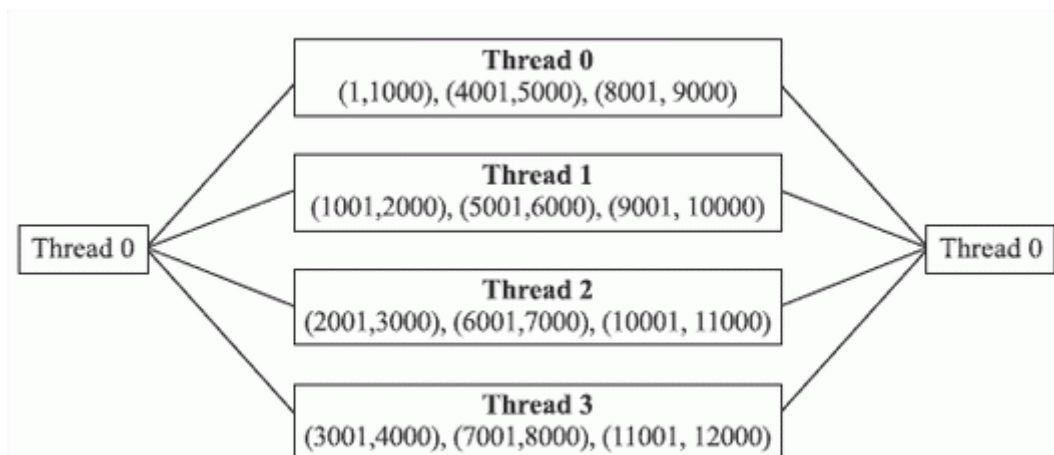 Thread 0
(1,1000), (4001,5000), (8001, 9000)
Thread 1
(1001,2000), (5001,6000), (9001, 10000)
Thread 0
Thread 0
Thread 2
(2001,3000), (6001,7000), (10001, 11000)
Thread 3
(3001,4000), (7001,8000), (11001, 12000)